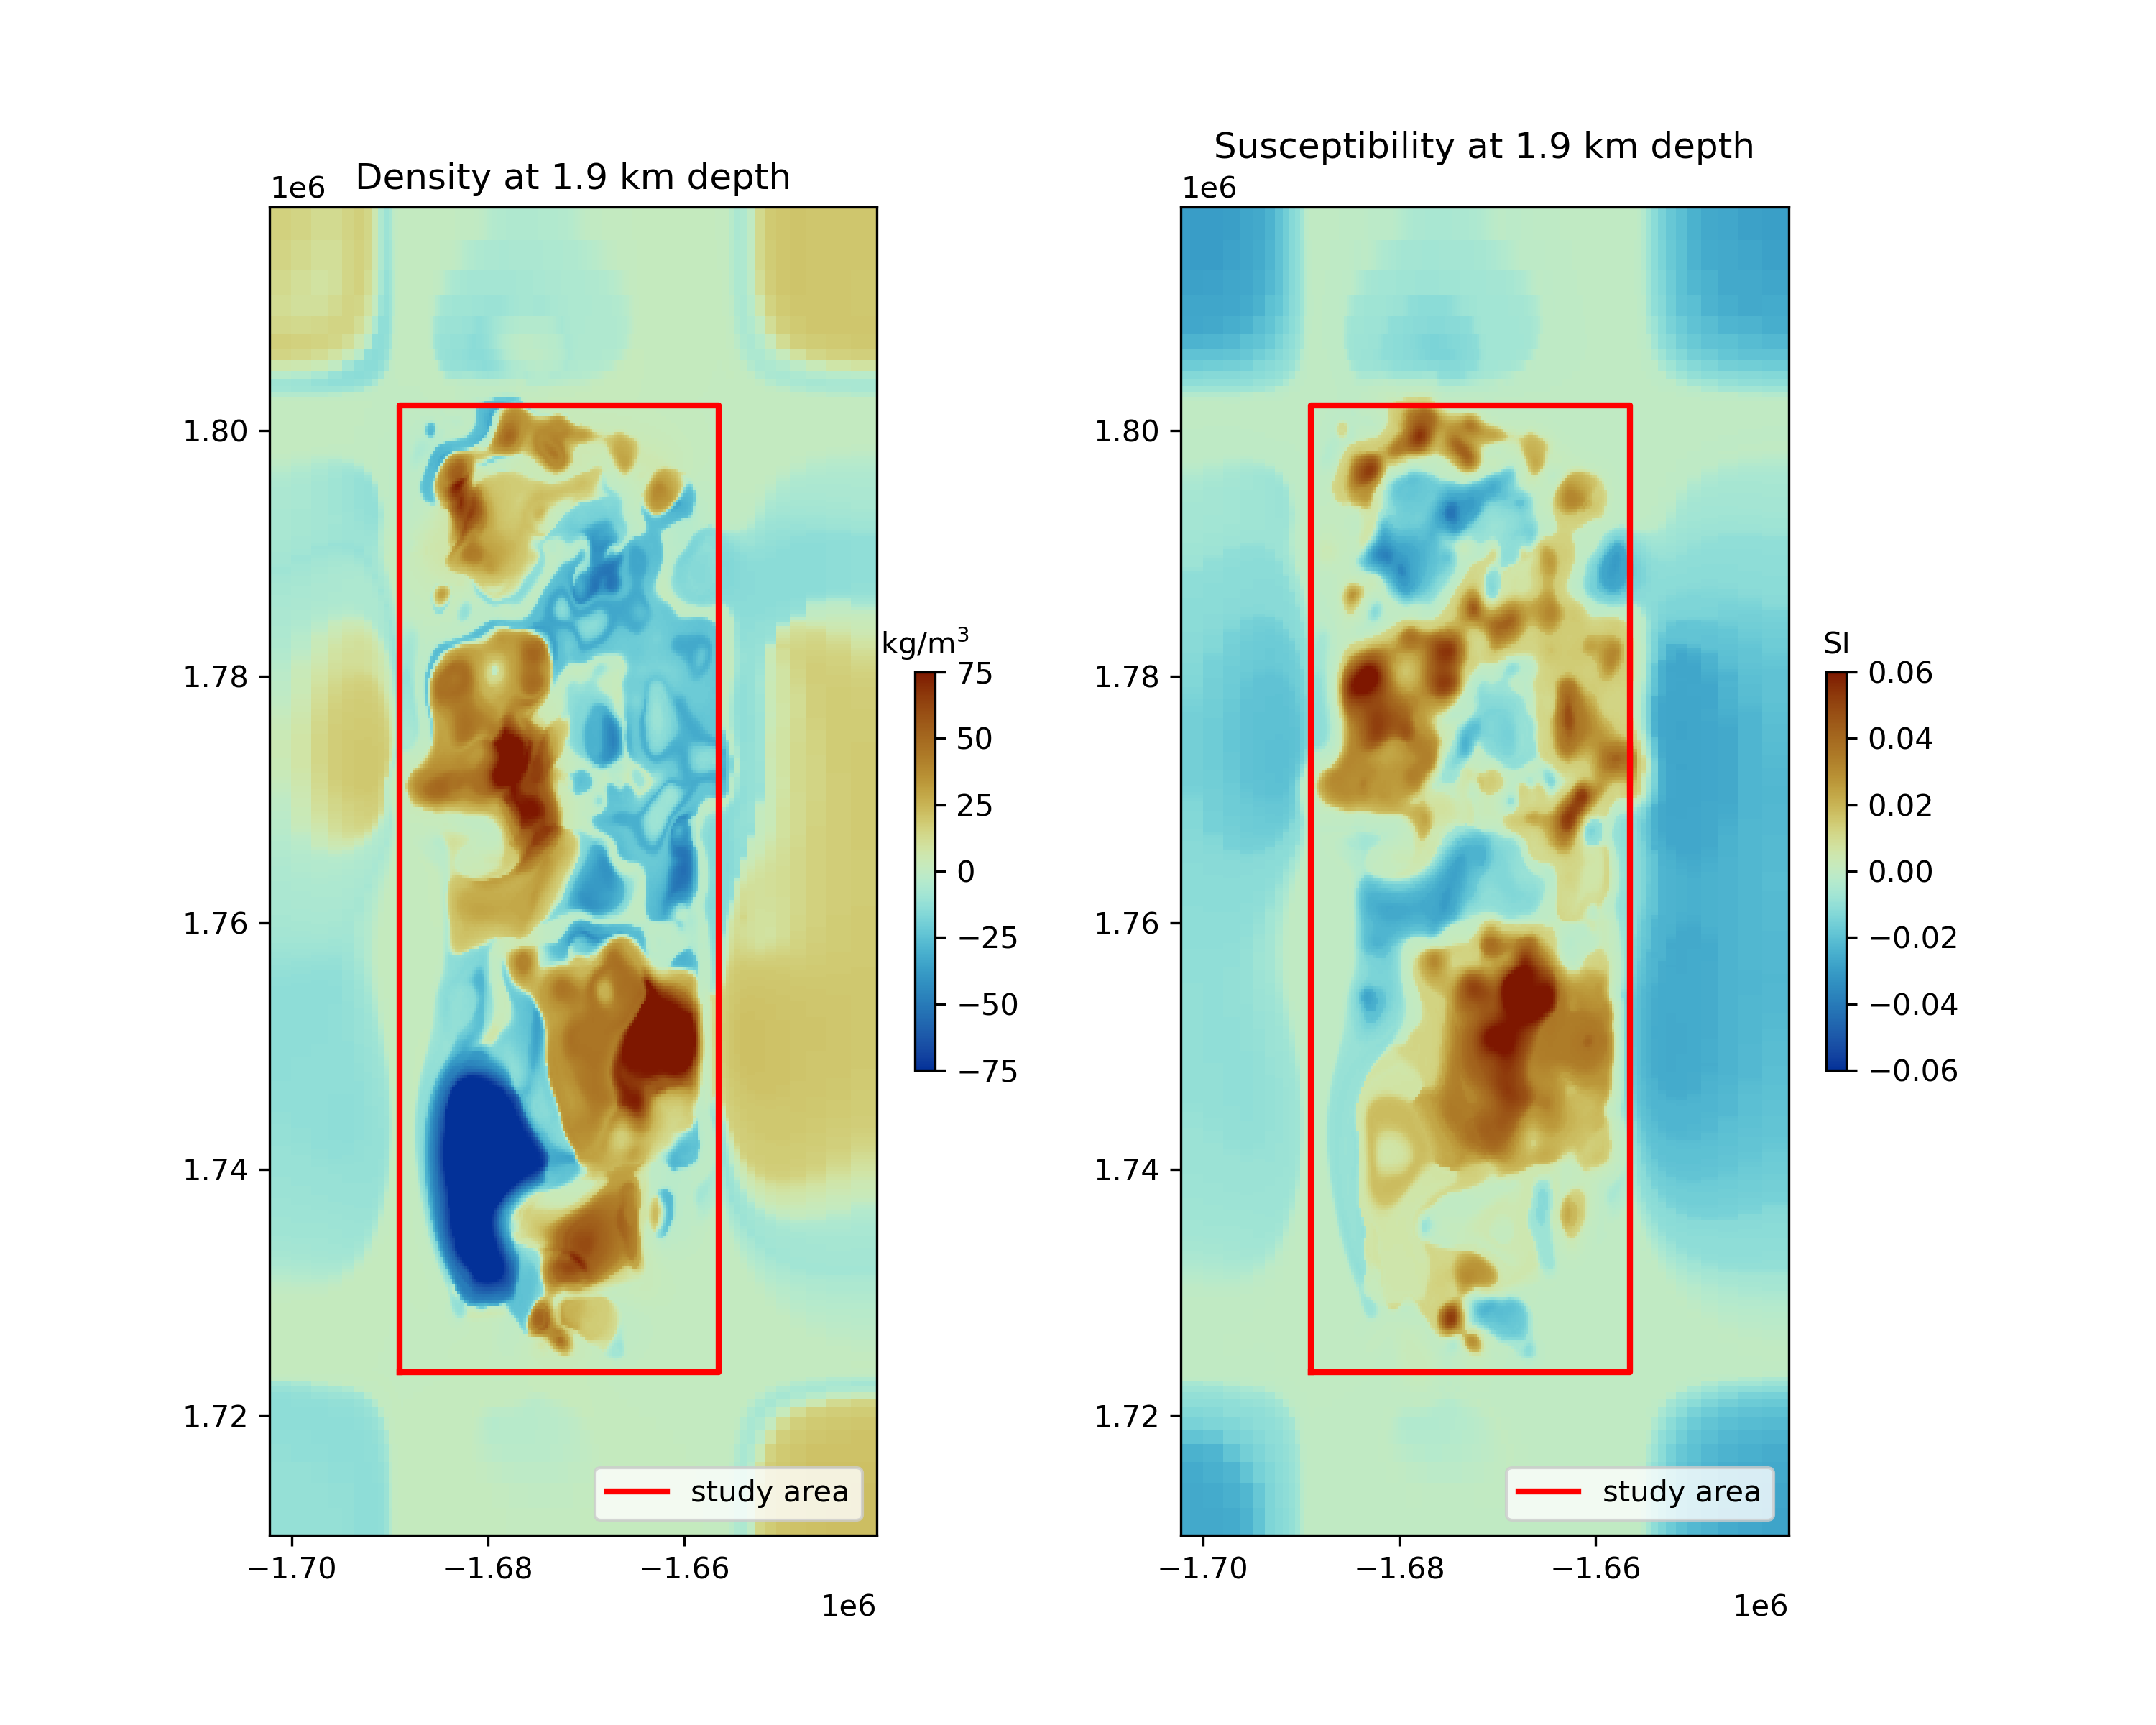 Density at 1.9 km depth
1e6
1.80
1.78
1.76
1.74
1.72
−1.70 −1.68 −1.66
1e6
study area
kg/m³
75
50
25
0
−25
−50
−75
Susceptibility at 1.9 km depth
1e6
1.80
1.78
1.76
1.74
1.72
−1.70 −1.68 −1.66
1e6
study area
SI
0.06
0.04
0.02
0.00
−0.02
−0.04
−0.06